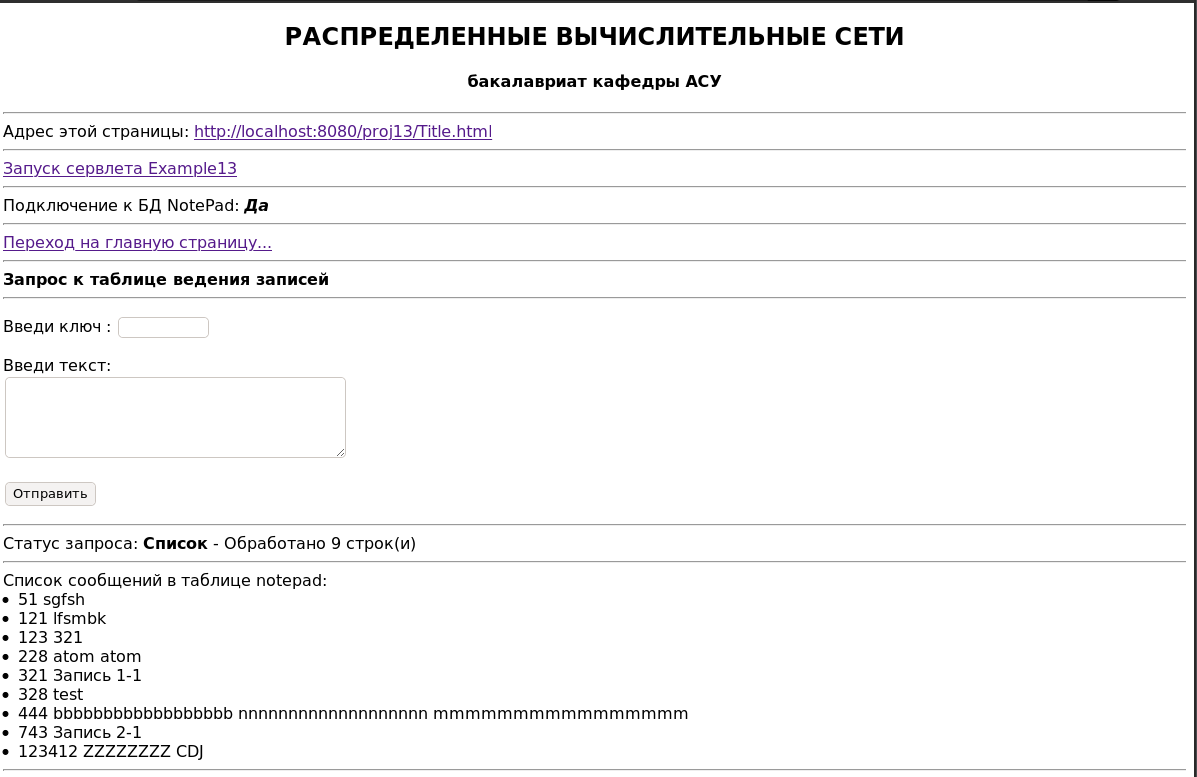 РАСПРЕДЕЛЕННЫЕ ВЫЧИСЛИТЕЛЬНЫЕ СЕТИ
бакалавриат кафедры АСУ
Адрес этой страницы: http://localhost:8080/proj13/Title.html
Запуск сервлета Example13
Подключение к БД NotePad: Да
Переход на главную страницу...
Запрос к таблице ведения записей
Введи ключ :
Введи текст:
Отправить
Статус запроса: Список - Обработано 9 строк(и)
Список сообщений в таблице notepad:
• 51 sgfsh
• 121 lfsmbk
• 123 321
• 228 atom atom
• 321 Запись 1-1
• 328 test
• 444 bbbbbbbbbbbbbbbbbb nnnnnnnnnnnnnnnnnnn mmmmmmmmmmmmmmmm
• 743 Запись 2-1
• 123412 ZZZZZZZZ CDJ